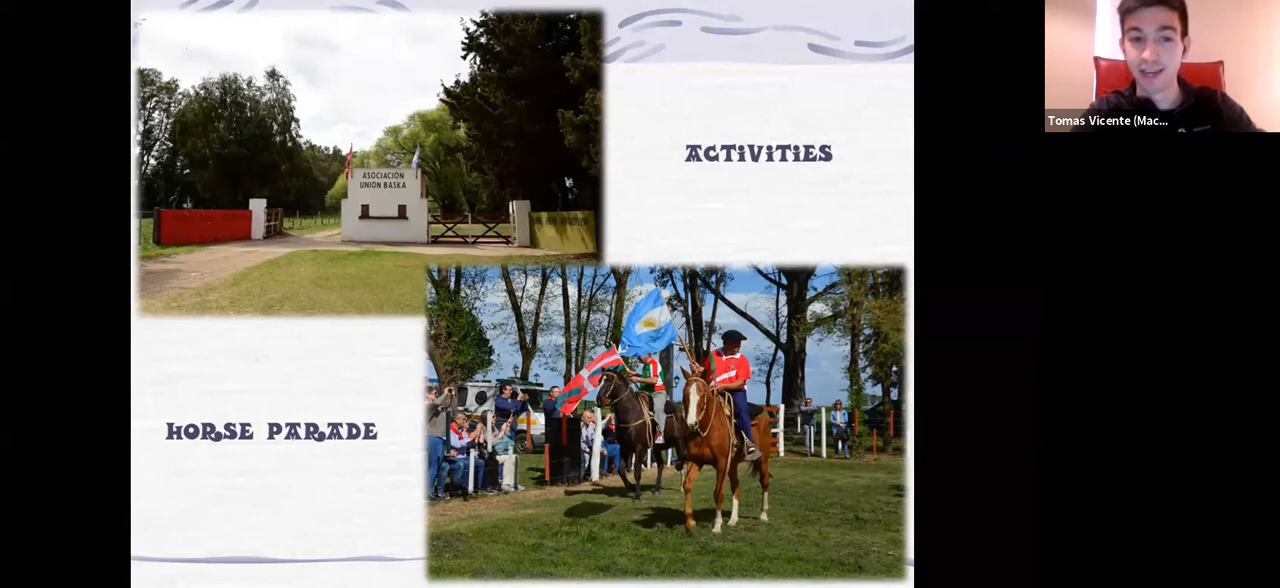 ACTiViTiES
ASOCIACION
UNION BASKA
HORSE PARADE
Tomas Vicente (Mac...